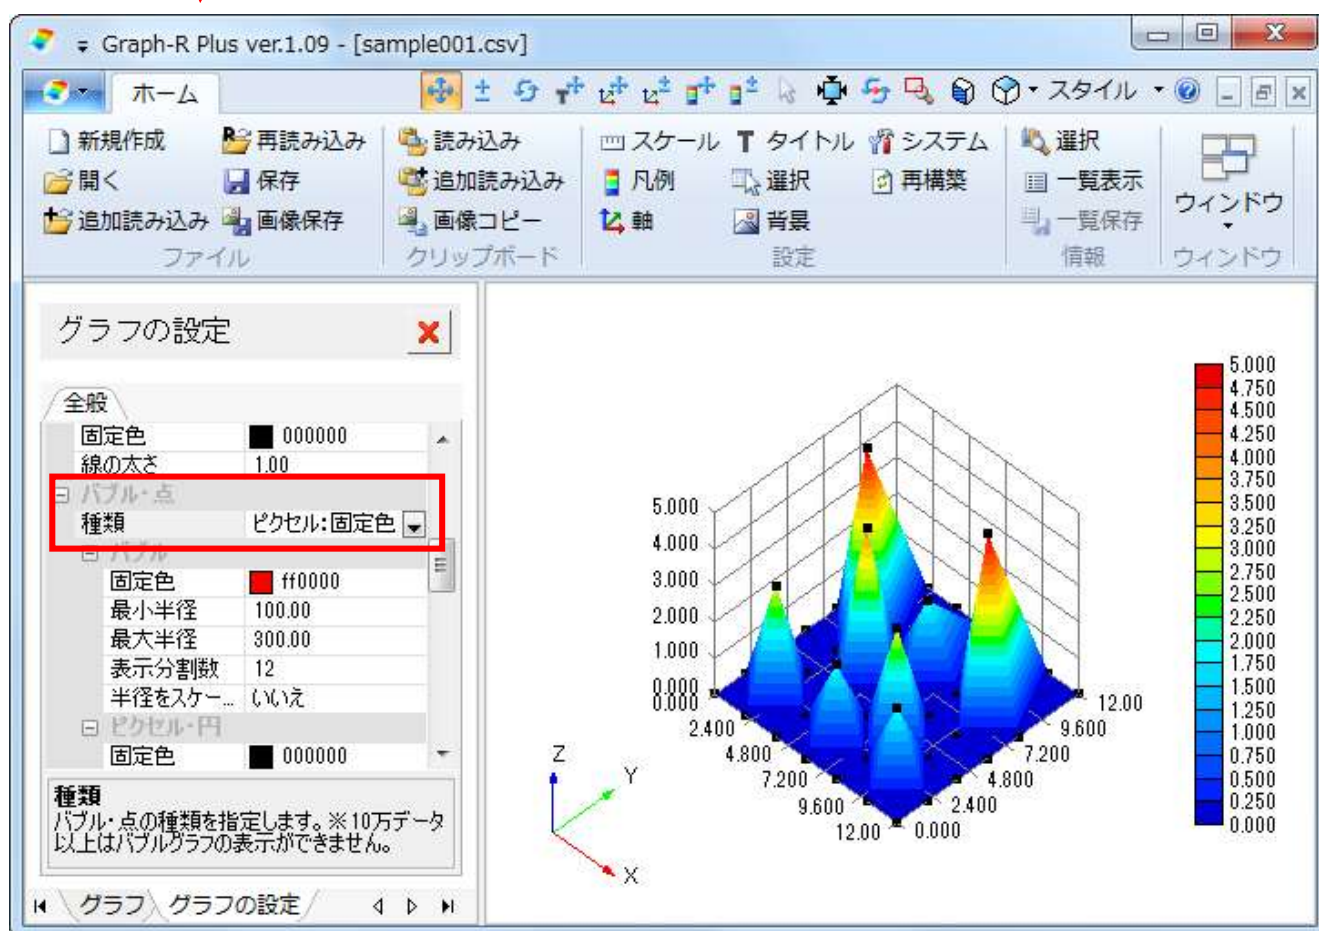 Graph-R Plus ver.1.09 - [sample001.csv]
ホーム
スタイル
新規作成 再読み込み 読み込み スケール タイトル システム 選択
開く 保存 追加読み込み 凡例 選択 再構築 一覧表示
追加読み込み 画像保存 画像コピー 軸 背景 一覧保存
ウィンドウ
ファイル クリップボード 設定 情報 ウィンドウ
グラフの設定
全般
固定色 000000
線の太さ 1.00
バブル・点
種類 ピクセル:固定色
バブル
固定色 ff0000
最小半径 100.00
最大半径 300.00
表示分割数 12
半径をスケー... いいえ
ピクセル・円
固定色 000000
種類
バブル・点の種類を指定します。※10万データ
以上はバブルグラフの表示ができません。
グラフ グラフの設定
5.000
4.000
3.000
2.000
1.000
0.000
0.000
2.400
4.800
7.200
9.600
12.00
0.000
2.400
4.800
7.200
9.600
12.00
Z
Y
X
5.000
4.750
4.500
4.250
4.000
3.750
3.500
3.250
3.000
2.750
2.500
2.250
2.000
1.750
1.500
1.250
1.000
0.750
0.500
0.250
0.000